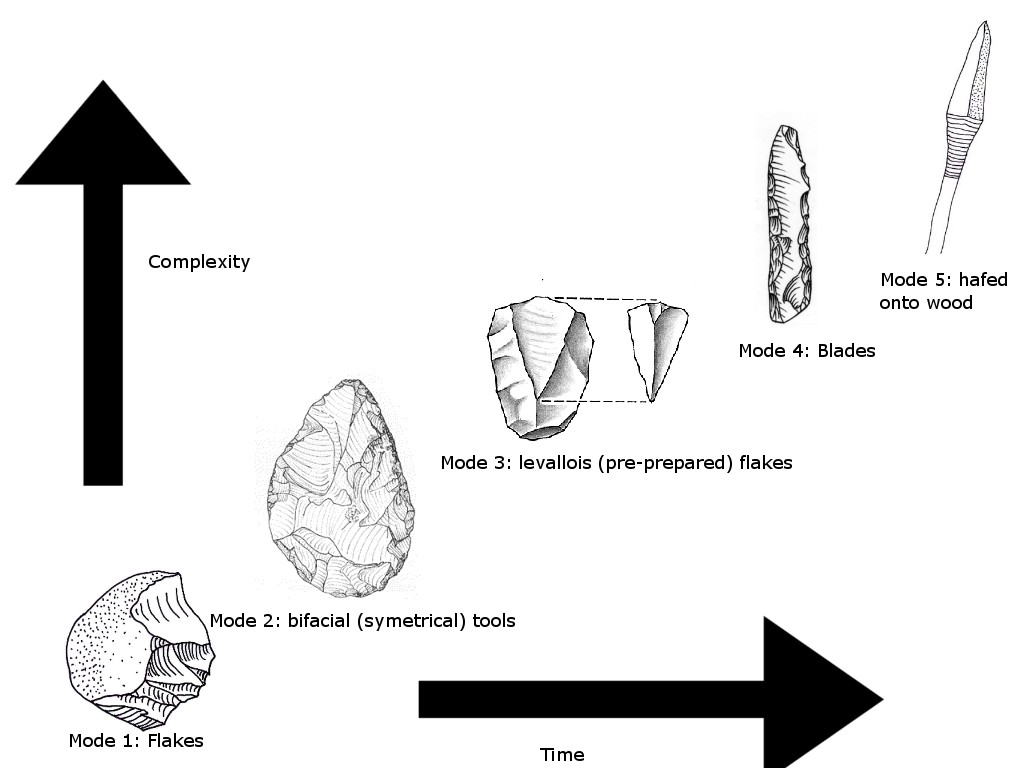 Complexity
Mode 5: hafed
onto wood
Mode 4: Blades
Mode 3: levallois (pre-prepared) flakes
Mode 2: bifacial (symetrical) tools
Mode 1: Flakes
Time